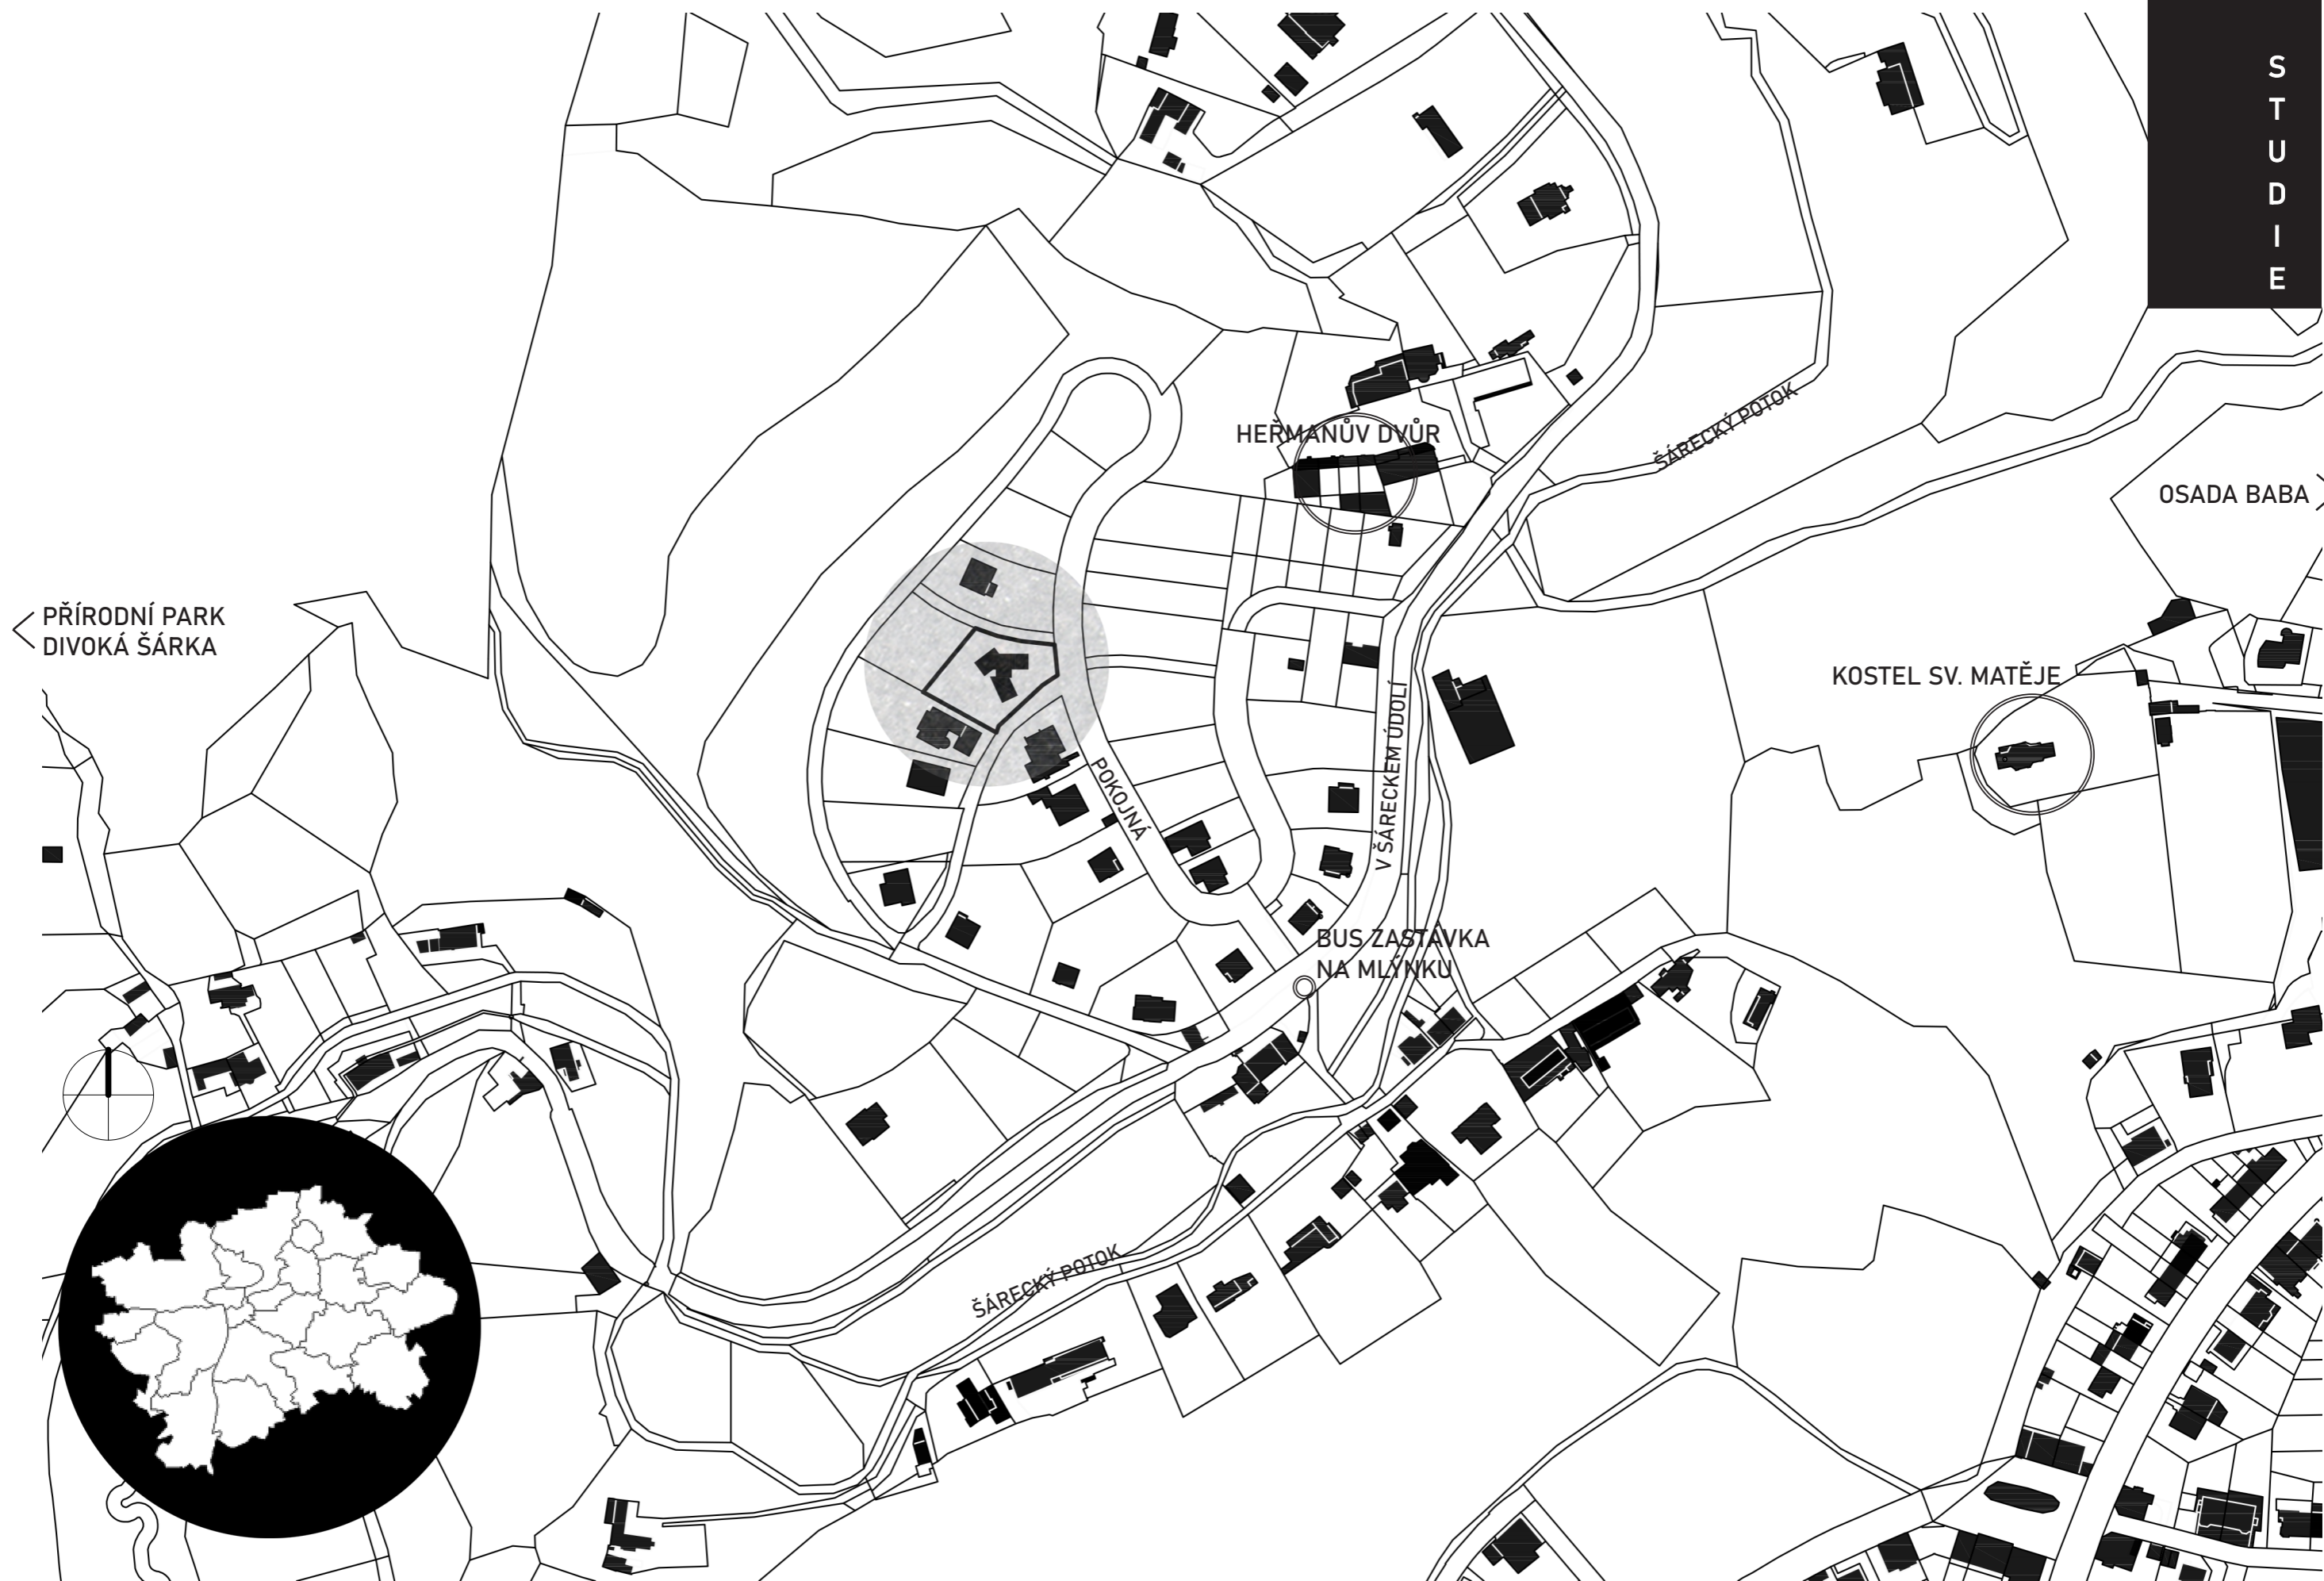 STUDIE
HEŘMANŮV DVŮR
ŠÁRECKÝ POTOK
OSADA BABA
PŘÍRODNÍ PARK
DIVOKÁ ŠÁRKA
KOSTEL SV. MATĚJE
V ŠÁRECKÉM ÚDOLÍ
POKOJNÁ
BUS ZASTÁVKA
NA MLÝNKU
ŠÁRECKÝ POTOK